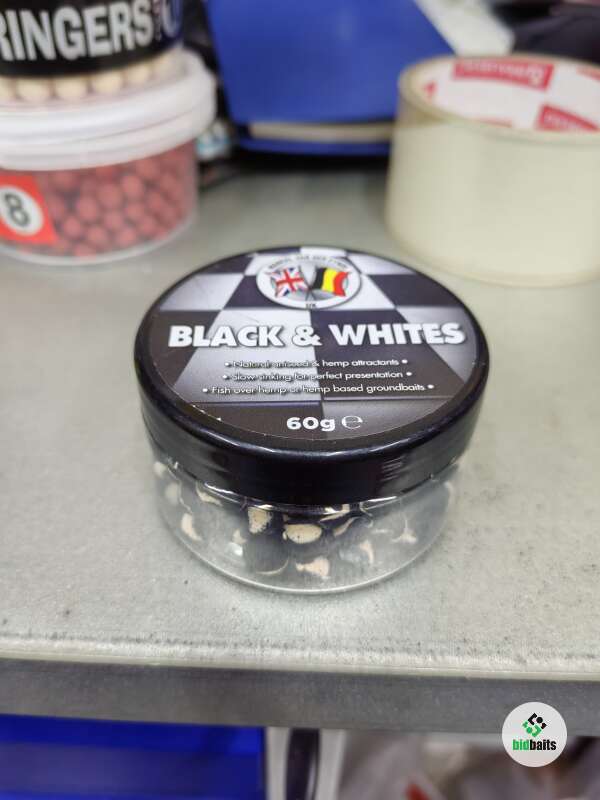 RINGERS
8
UK
BLACK & WHITES
• Natural aniseed & hemp attractants •
• Slow sinking for perfect presentation •
• Fish over hemp or hemp based groundbaits •
60g ℮
bidbaits